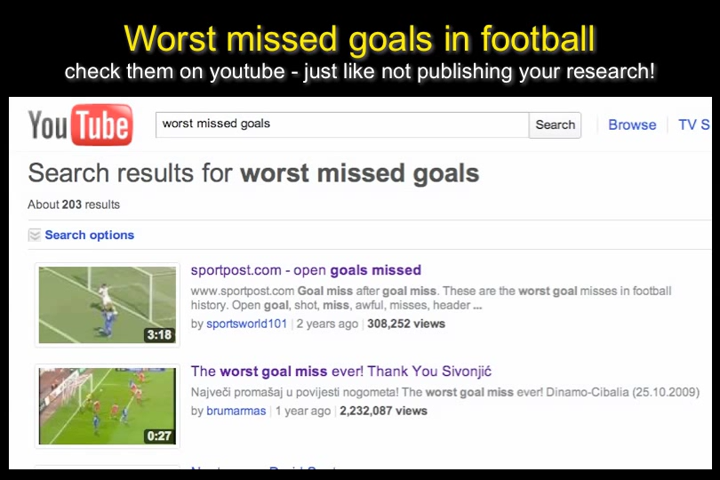 Worst missed goals in football
check them on youtube - just like not publishing your research!
YouTube worst missed goals Search Browse TV S
Search results for worst missed goals
About 203 results
Search options
sportpost.com - open goals missed
www.sportpost.com Goal miss after goal miss. These are the worst goal misses in football
history. Open goal, shot, miss, awful, misses, header ...
by sportsworld101 | 2 years ago | 308,252 views
3:18
The worst goal miss ever! Thank You Sivonjić
Največi promašaj u povijesti nogometa! The worst goal miss ever! Dinamo-Cibalia (25.10.2009)
by brumarmas | 1 year ago | 2,232,087 views
0:27